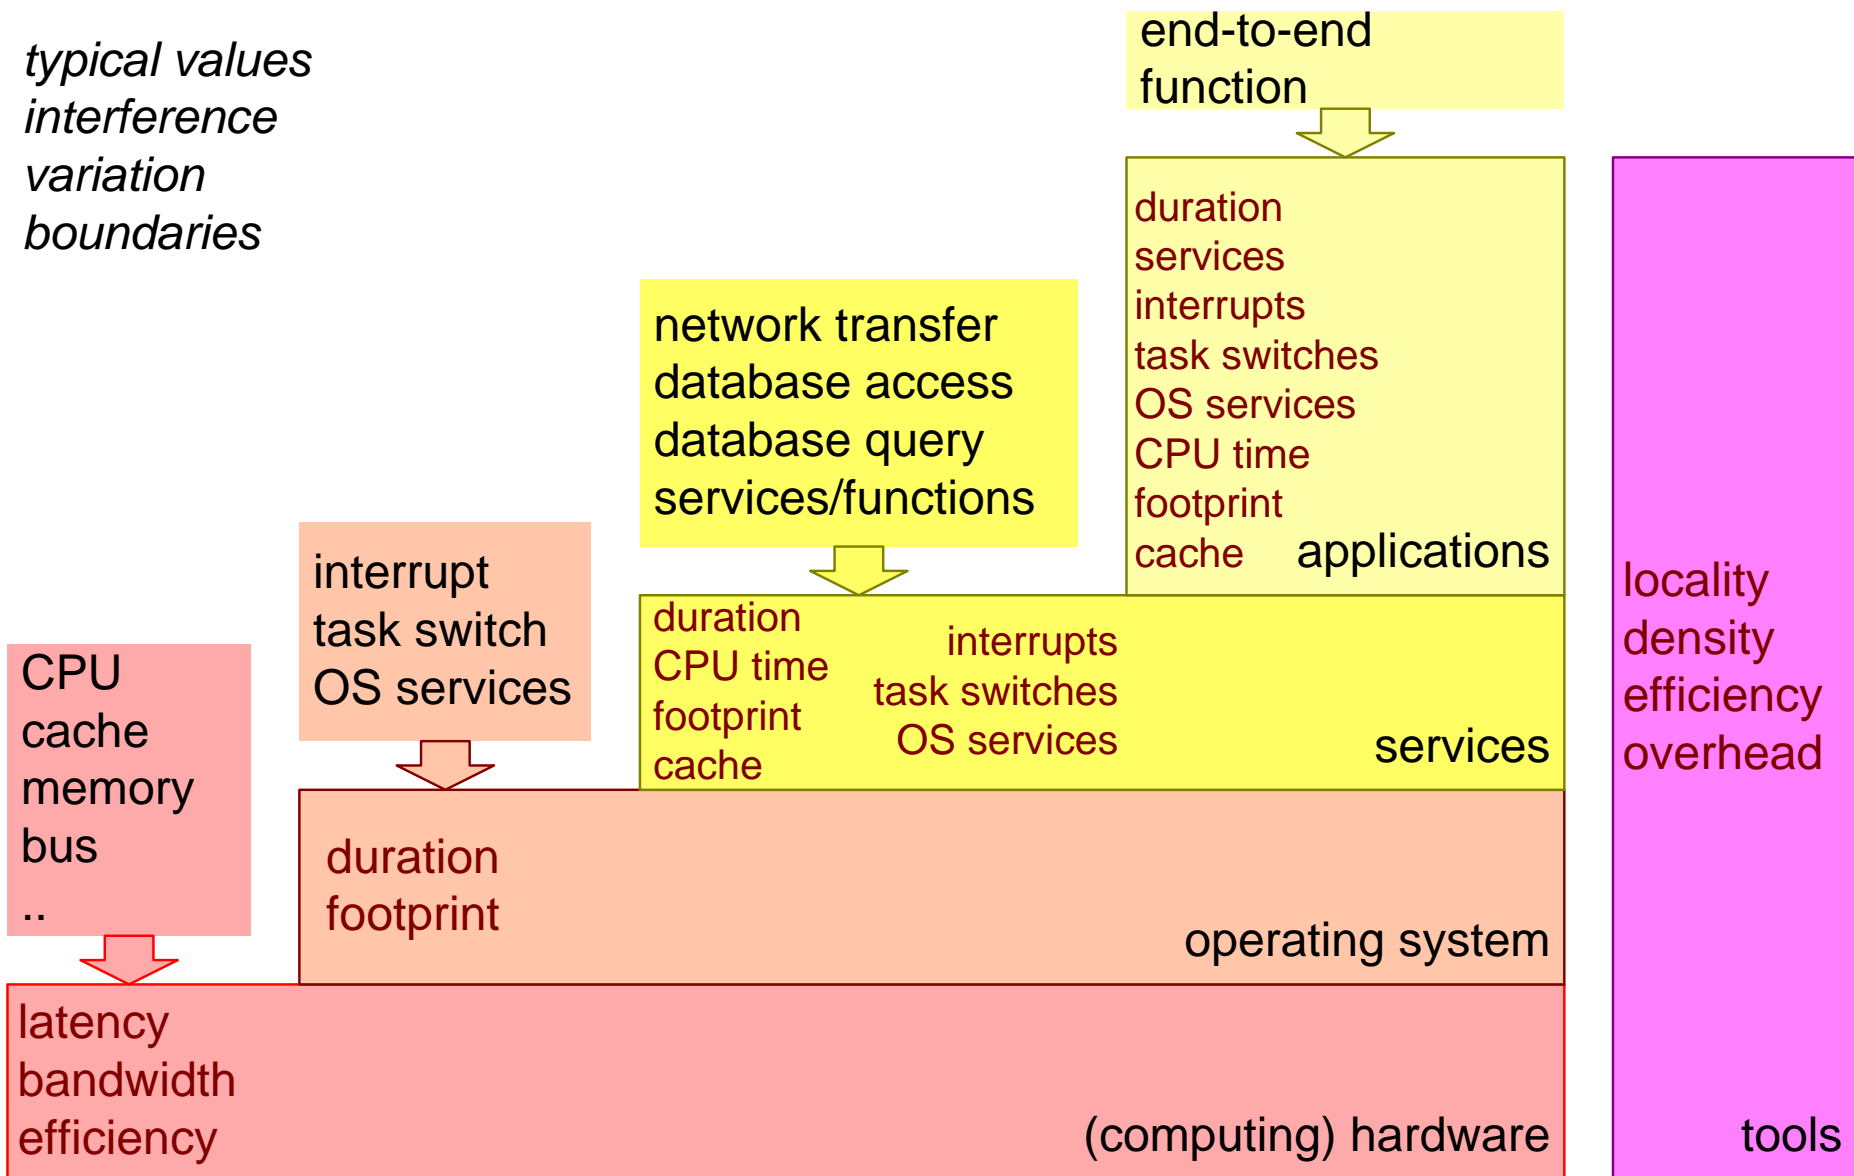 typical values
interference
variation
boundaries
end-to-end
function
duration
services
interrupts
task switches
OS services
CPU time
footprint
cache
applications
network transfer
database access
database query
services/functions
duration
CPU time
footprint
cache
interrupts
task switches
OS services
services
interrupt
task switch
OS services
duration
footprint
operating system
CPU
cache
memory
bus
..
latency
bandwidth
efficiency
(computing) hardware
locality
density
efficiency
overhead
tools